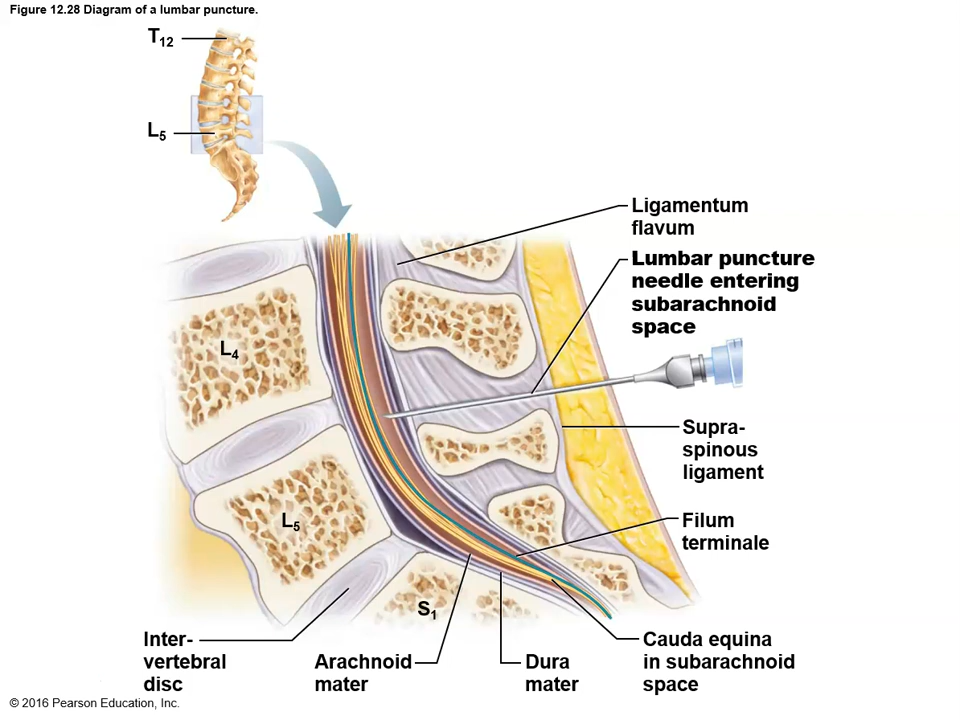 Figure 12.28 Diagram of a lumbar puncture.
T12
L5
Ligamentum
flavum
Lumbar puncture
needle entering
subarachnoid
space
L4
Supra-
spinous
ligament
L5
Filum
terminale
S1
Inter-
vertebral
disc
Arachnoid
mater
Dura
mater
Cauda equina
in subarachnoid
space
© 2016 Pearson Education, Inc.